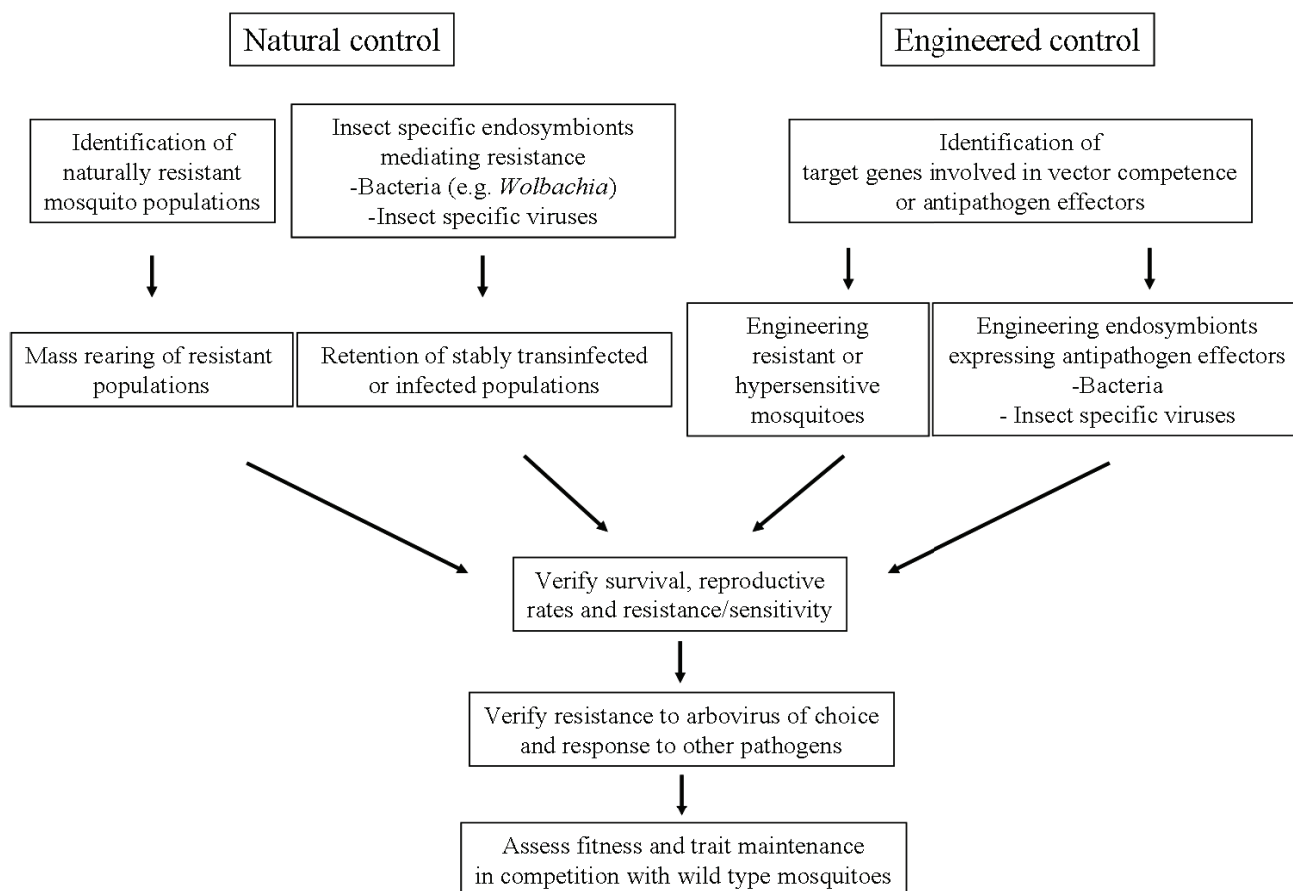 Natural control
Engineered control
Identification of
naturally resistant
mosquito populations
Insect specific endosymbionts
mediating resistance
-Bacteria (e.g. Wolbachia)
-Insect specific viruses
Identification of
target genes involved in vector competence
or antipathogen effectors
Mass rearing of resistant
populations
Retention of stably transinfected
or infected populations
Engineering
resistant or
hypersensitive
mosquitoes
Engineering endosymbionts
expressing antipathogen effectors
-Bacteria
- Insect specific viruses
Verify survival, reproductive
rates and resistance/sensitivity
Verify resistance to arbovirus of choice
and response to other pathogens
Assess fitness and trait maintenance
in competition with wild type mosquitoes